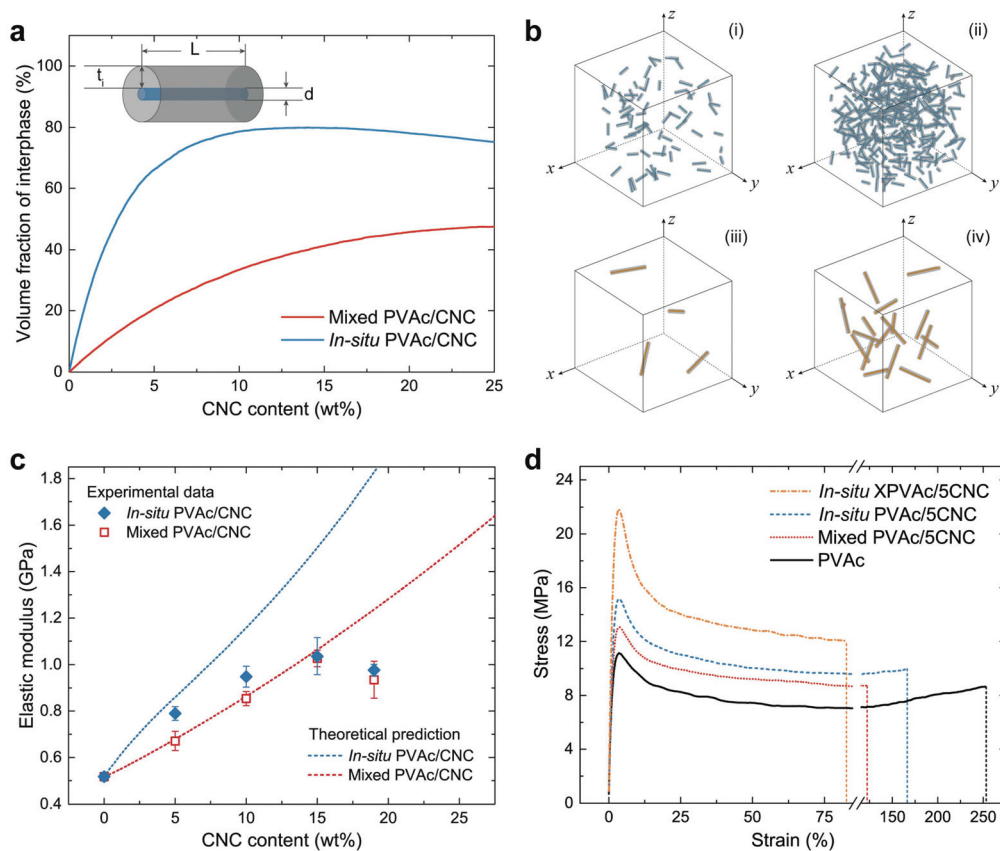 a
L
t_i
d
Volume fraction of interphase (%)
100
80
60
40
20
0
Mixed PVAc/CNC
In-situ PVAc/CNC
0 5 10 15 20 25
CNC content (wt%)
b
(i)
z
x
y
(ii)
z
x
y
(iii)
z
x
y
(iv)
z
x
y
c
Elastic modulus (GPa)
1.8
1.6
1.4
1.2
1.0
0.8
0.6
0.4
Experimental data
In-situ PVAc/CNC
Mixed PVAc/CNC
Theoretical prediction
In-situ PVAc/CNC
Mixed PVAc/CNC
0 5 10 15 20 25
CNC content (wt%)
d
Stress (MPa)
24
20
16
12
8
4
0
In-situ XPVAc/5CNC
In-situ PVAc/5CNC
Mixed PVAc/5CNC
PVAc
0 25 50 75 150 200 250
Strain (%)